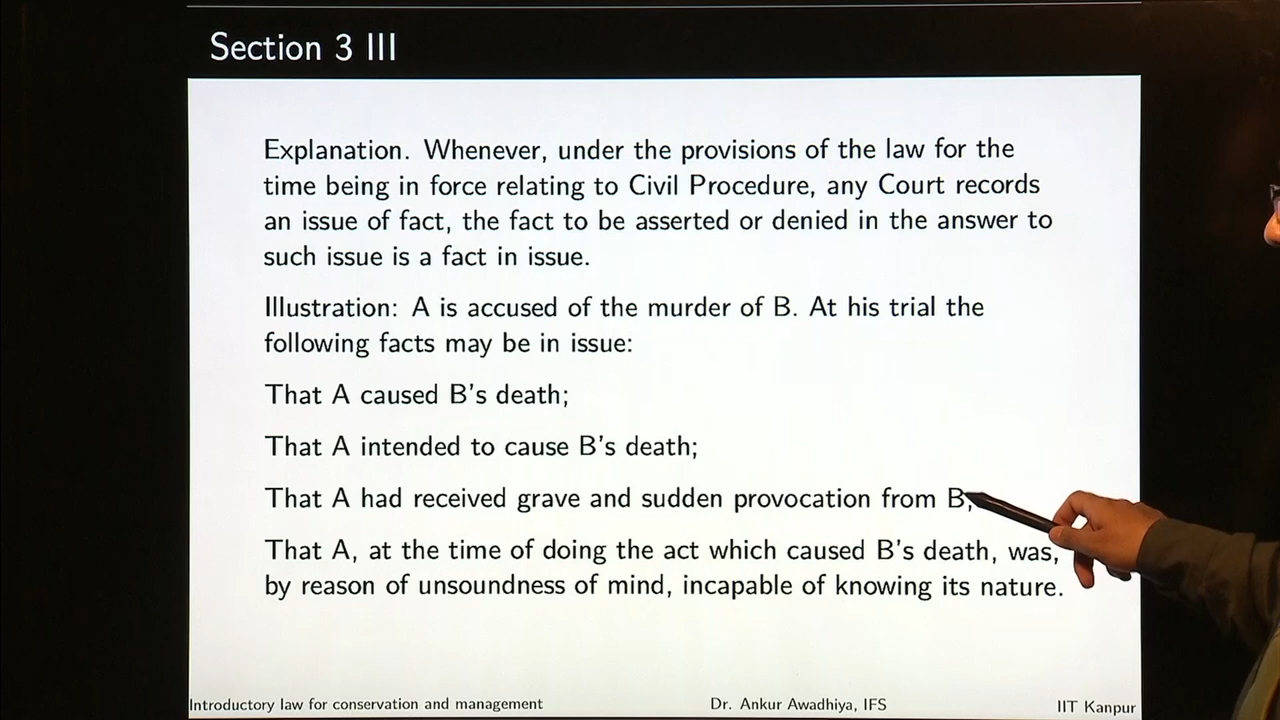 Section 3 III
Explanation. Whenever, under the provisions of the law for the
time being in force relating to Civil Procedure, any Court records
an issue of fact, the fact to be asserted or denied in the answer to
such issue is a fact in issue.
Illustration: A is accused of the murder of B. At his trial the
following facts may be in issue:
That A caused B's death;
That A intended to cause B's death;
That A had received grave and sudden provocation from B;
That A, at the time of doing the act which caused B's death, was,
by reason of unsoundness of mind, incapable of knowing its nature.
Introductory law for conservation and management Dr. Ankur Awadhiya, IFS IIT Kanpur